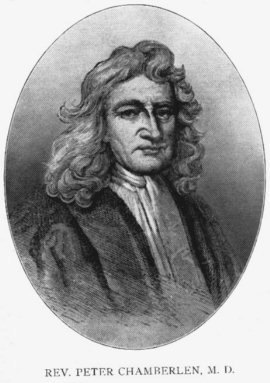 REV. PETER CHAMBERLEN, M. D.